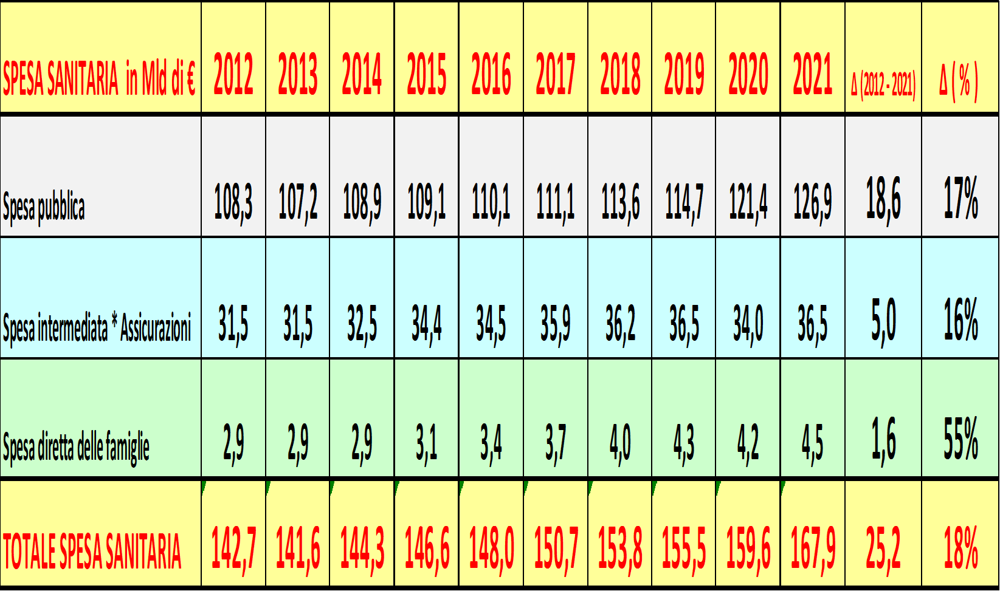 SPESA SANITARIA in Mld di € 2012 2013 2014 2015 2016 2017 2018 2019 2020 2021 Δ (2012 - 2021) Δ ( % )
Spesa pubblica 108,3 107,2 108,9 109,1 110,1 111,1 113,6 114,7 121,4 126,9 18,6 17%
Spesa intermediata * Assicurazioni 31,5 31,5 32,5 34,4 34,5 35,9 36,2 36,5 34,0 36,5 5,0 16%
Spesa diretta delle famiglie 2,9 2,9 2,9 3,1 3,4 3,7 4,0 4,3 4,2 4,5 1,6 55%
TOTALE SPESA SANITARIA 142,7 141,6 144,3 146,6 148,0 150,7 153,8 155,5 159,6 167,9 25,2 18%